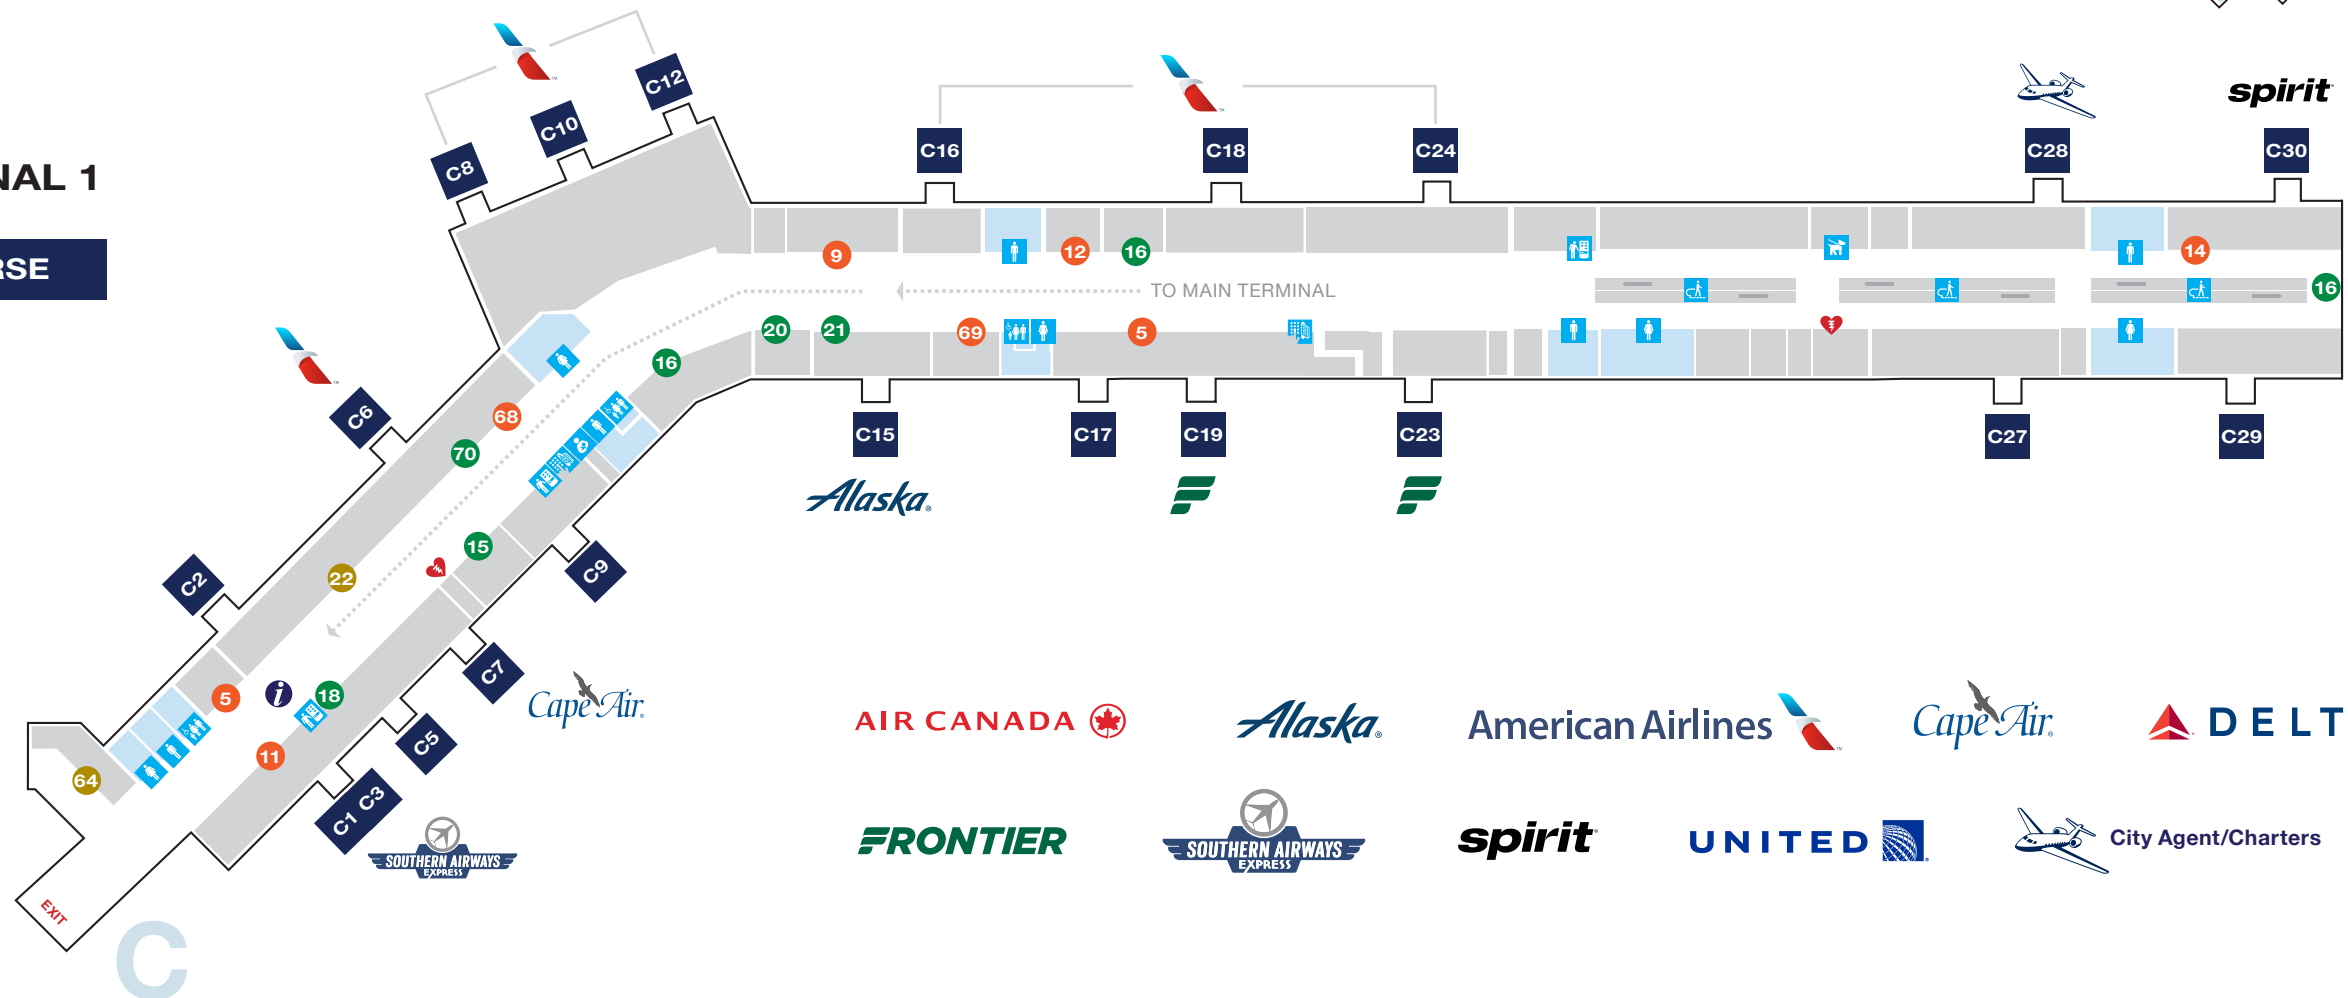 C12
C10
C8
spirit
C16
C18
C24
C28
C30
NAL 1
RSE
9
12
16
14
TO MAIN TERMINAL
16
20
21
69
5
16
C6
68
70
C15
C17
C19
C23
C27
C29
Alaska
15
22
C2
C9
C7
Cape Air
5
i
18
11
C5
64
C1 C3
SOUTHERN AIRWAYS
EXPRESS
EXIT
C
AIR CANADA
Alaska
American Airlines
Cape Air
DELT
FRONTIER
SOUTHERN AIRWAYS
EXPRESS
spirit
UNITED
City Agent/Charters